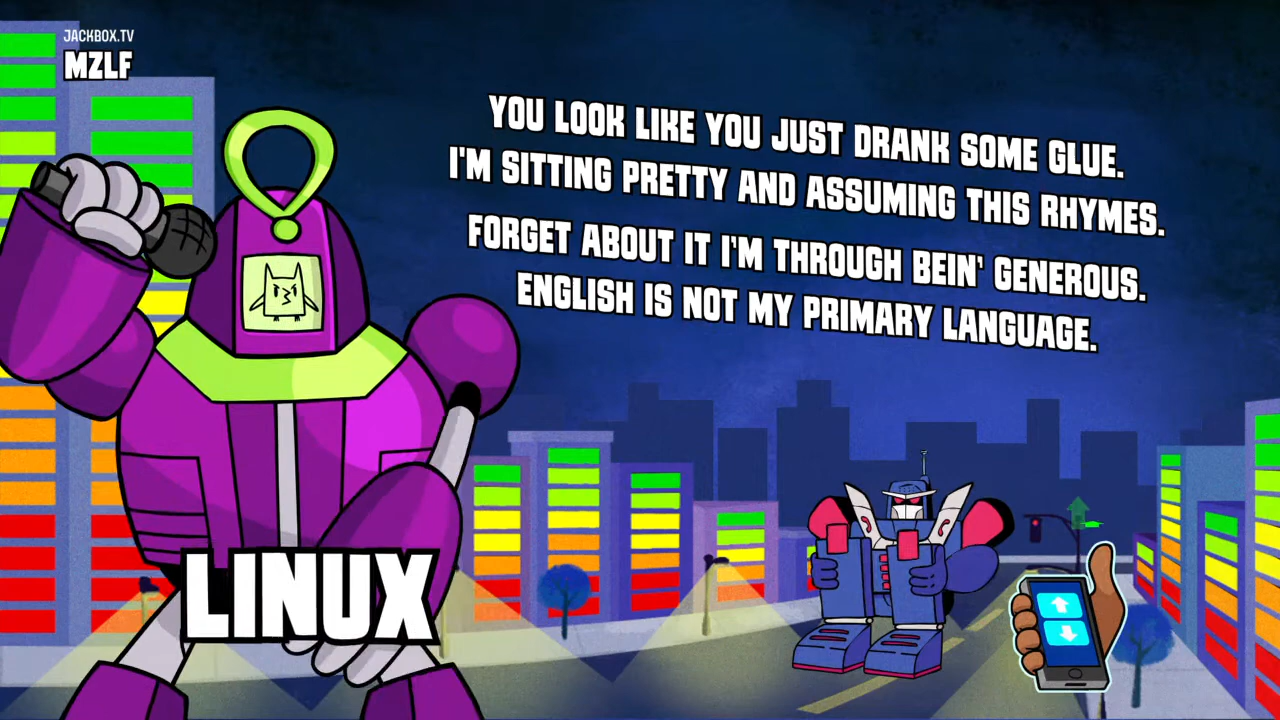 JACKBOX.TV
MZLF
YOU LOOK LIKE YOU JUST DRANK SOME GLUE.
I'M SITTING PRETTY AND ASSUMING THIS RHYMES.
FORGET ABOUT IT I'M THROUGH BEIN' GENEROUS.
ENGLISH IS NOT MY PRIMARY LANGUAGE.
LINUX